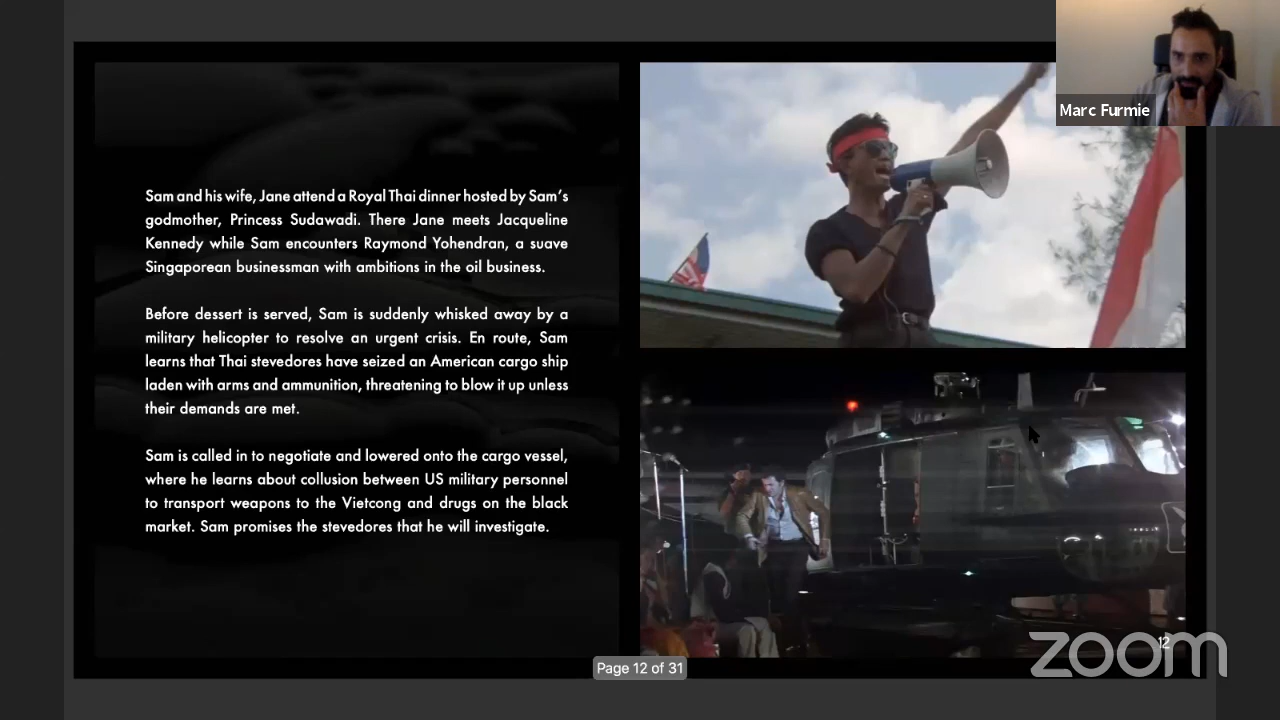 Marc Furmie
Sam and his wife, Jane attend a Royal Thai dinner hosted by Sam's
godmother, Princess Sudawadi. There Jane meets Jacqueline
Kennedy while Sam encounters Raymond Yohendran, a suave
Singaporean businessman with ambitions in the oil business.
Before dessert is served, Sam is suddenly whisked away by a
military helicopter to resolve an urgent crisis. En route, Sam
learns that Thai stevedores have seized an American cargo ship
laden with arms and ammunition, threatening to blow it up unless
their demands are met.
Sam is called in to negotiate and lowered onto the cargo vessel,
where he learns about collusion between US military personnel
to transport weapons to the Vietcong and drugs on the black
market. Sam promises the stevedores that he will investigate.
12
zoom
Page 12 of 31